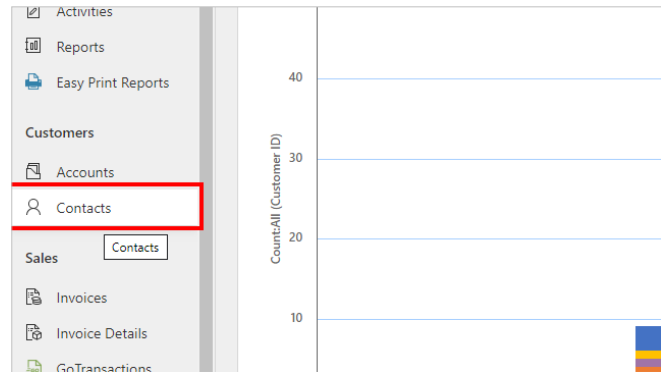 Activities
Reports
Easy Print Reports
Customers
Accounts
Contacts
Contacts
Sales
Invoices
Invoice Details
GoTransactions
Count:All (Customer ID)
40
30
20
10